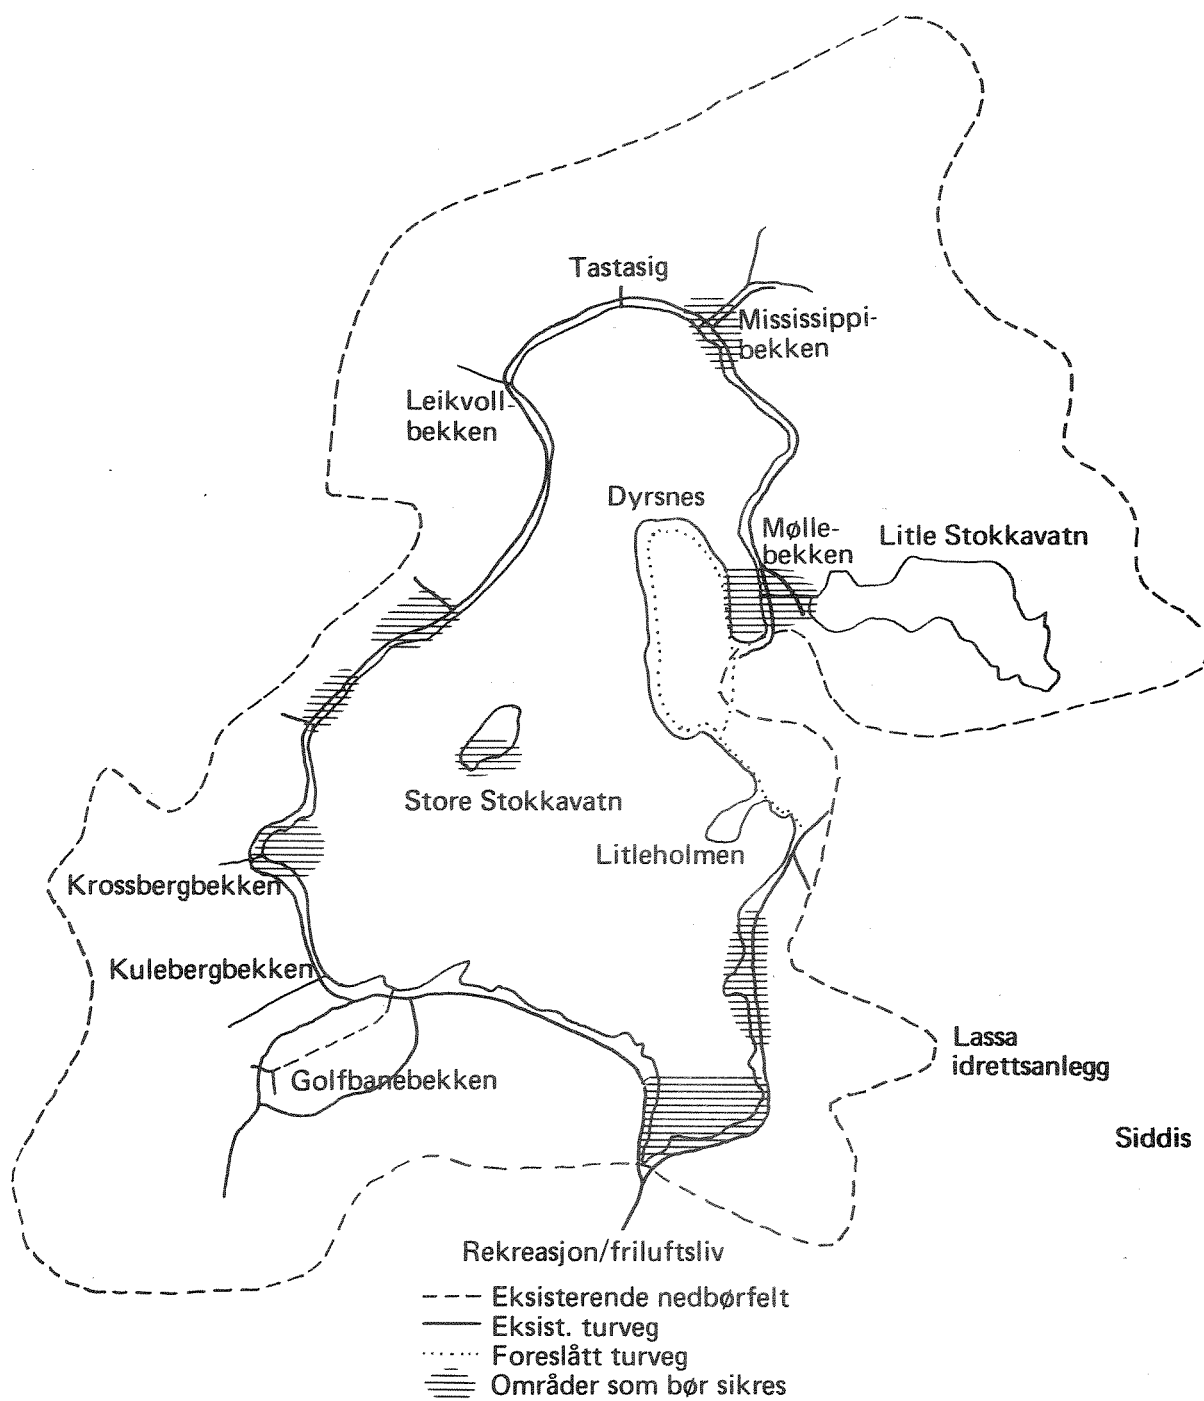 Tastasig
Mississippi-
bekken
Leikvoll-
bekken
Dyrsnes
Mølle-
bekken
Litle Stokkavatn
Store Stokkavatn
Litleholmen
Krossbergbekken
Kulebergbekken
Golfbanebekken
Lassa
idrettsanlegg
Siddis
Rekreasjon/friluftsliv
Eksisterende nedbørfelt
Eksist. turveg
Foreslått turveg
Områder som bør sikres